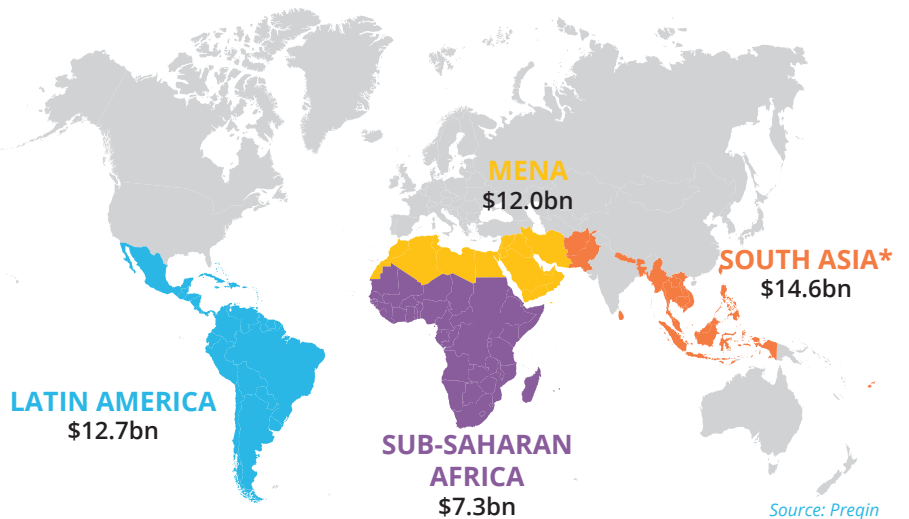 MENA
$12.0bn
SOUTH ASIA*
$14.6bn
LATIN AMERICA
$12.7bn
SUB-SAHARAN
AFRICA
$7.3bn
Source: Preqin